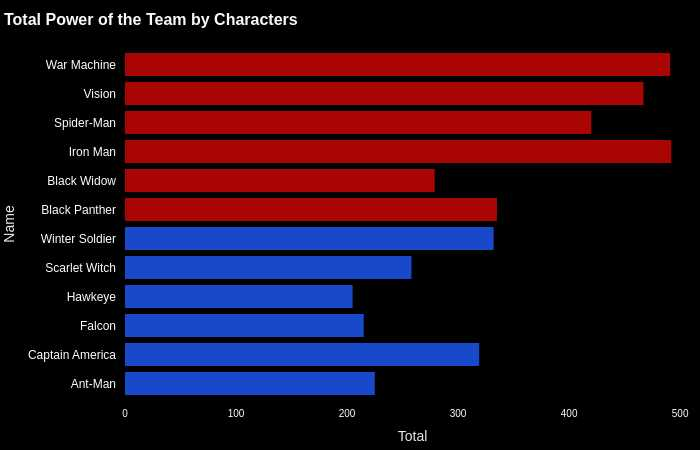 Total Power of the Team by Characters
War Machine
Vision
Spider-Man
Iron Man
Black Widow
Black Panther
Winter Soldier
Scarlet Witch
Hawkeye
Falcon
Captain America
Ant-Man
Name
0 100 200 300 400 500
Total